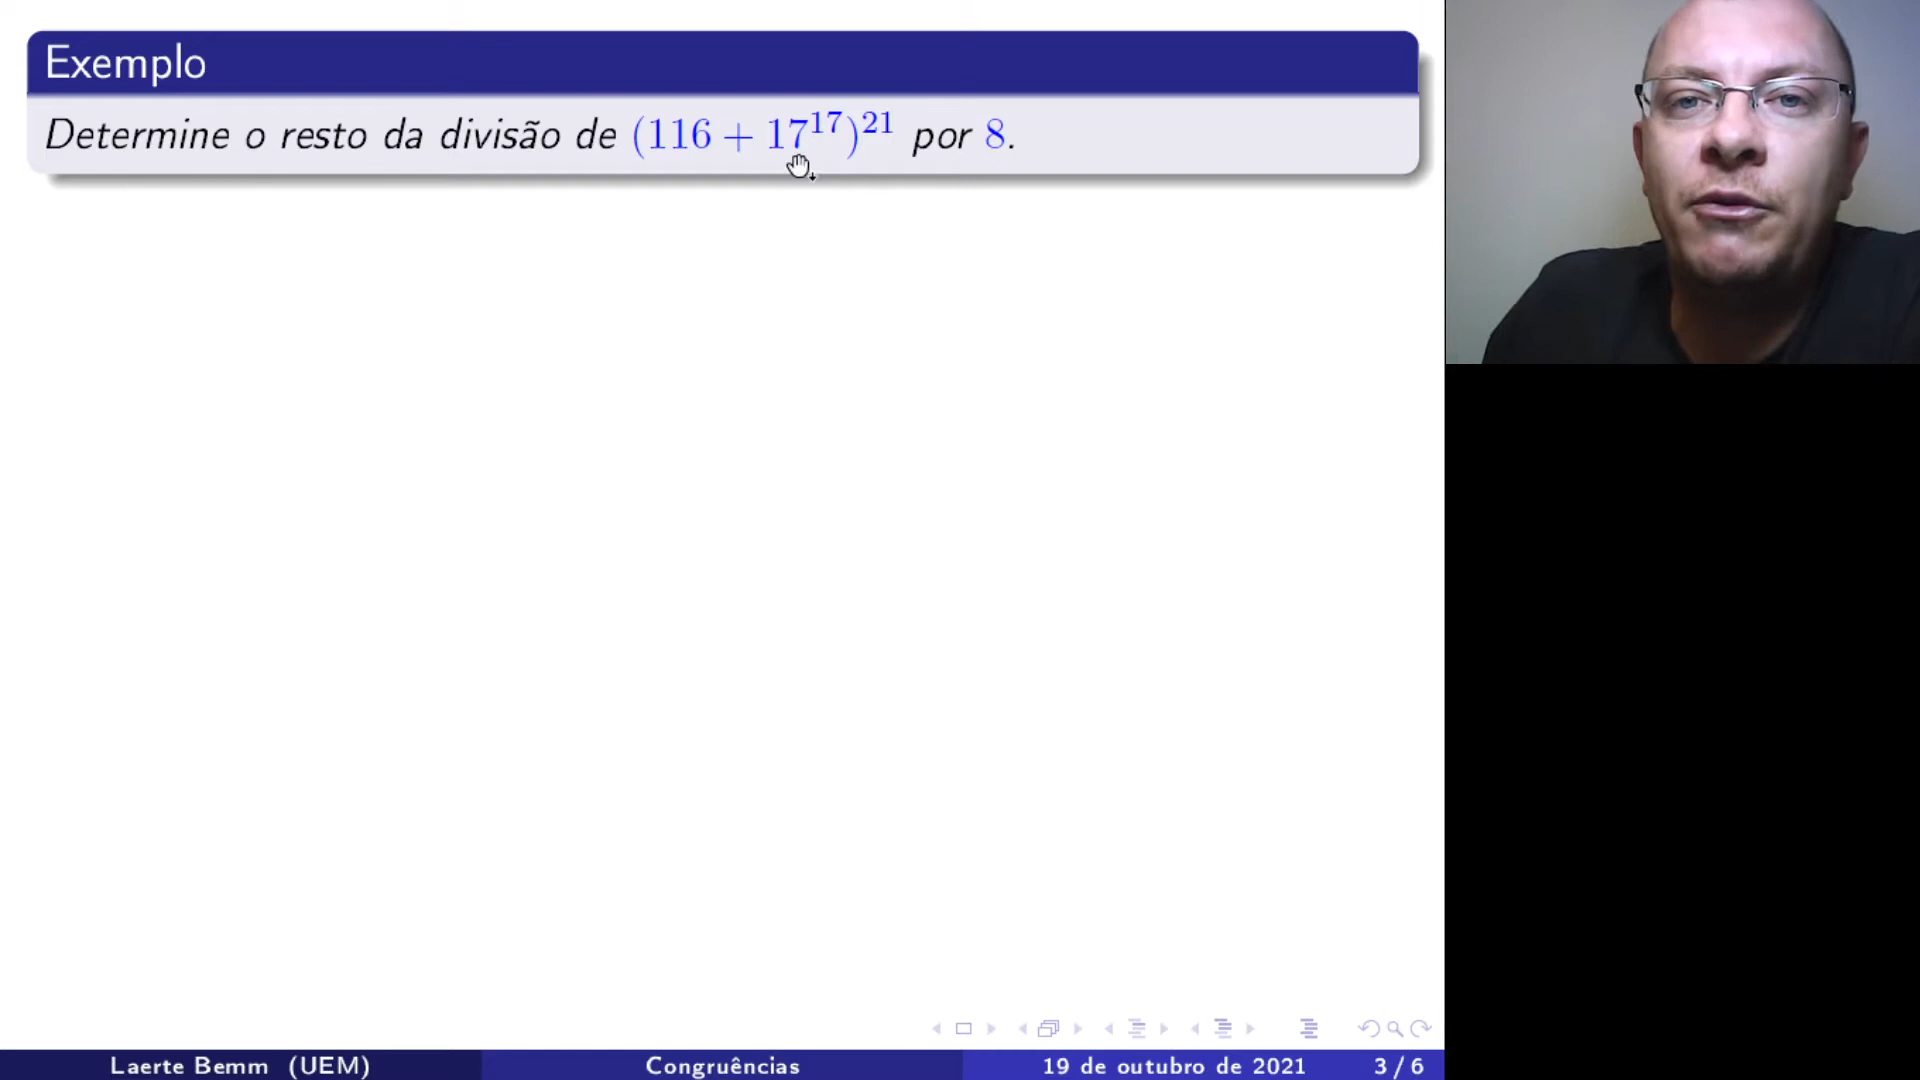 Exemplo
Determine o resto da divisão de (116 + 17^17)^21 por 8.
Laerte Bemm (UEM) Congruências 19 de outubro de 2021 3 / 6